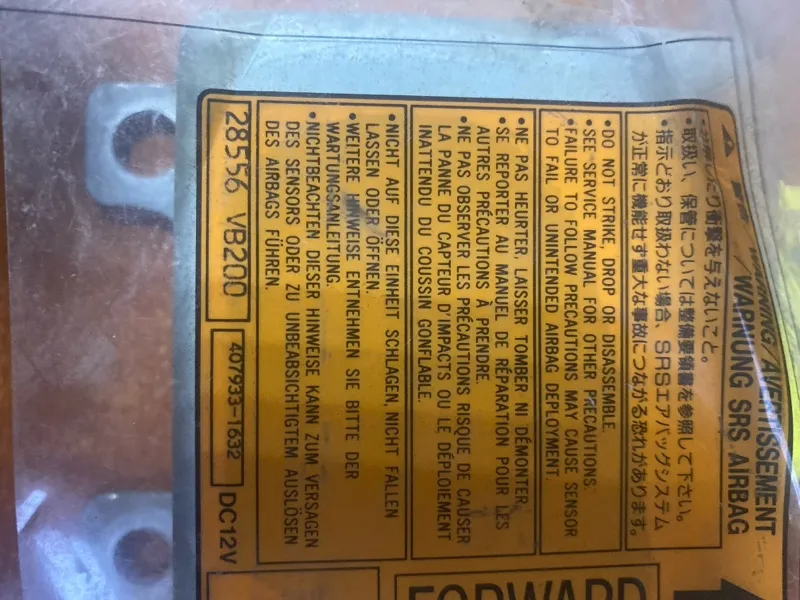 WARNING/AVERTISSEMENT
/WARNUNG SRS AIRBAG
衝撃を与えないこと。
・取扱い、保管については整備要領書を参照して下さい。
・指示どおり取扱わない場合、SRSエアバッグシステム
が正常に機能せず重大な事故につながる恐れがあります。
•DO NOT STRIKE, DROP OR DISASSEMBLE.
•SEE SERVICE MANUAL FOR OTHER PRECAUTIONS.
•FAILURE TO FOLLOW PRECAUTIONS MAY CAUSE SENSOR
TO FAIL OR UNINTENDED AIRBAG DEPLOYMENT.
•NE PAS HEURTER, LAISSER TOMBER NI DÉMONTER.
•SE REPORTER AU MANUEL DE RÉPARATION POUR LES
AUTRES PRÉCAUTIONS À PRENDRE.
•NE PAS OBSERVER LES PRÉCAUTIONS RISQUE DE CAUSER
LA PANNE DU CAPTEUR D'IMPACTS OU LE DÉPLOIEMENT
INATTENDU DU COUSSIN GONFLABLE.
•NICHT AUF DIESE EINHEIT SCHLAGEN, NICHT FALLEN
LASSEN ODER ÖFFNEN.
•WEITERE HINWEISE ENTNEHMEN SIE BITTE DER
WARTUNGSANLEITUNG.
•NICHTBEACHTEN DIESER HINWEISE KANN ZUM VERSAGEN
DES SENSORS ODER ZU UNBEABSICHTIGTEM AUSLÖSEN
DES AIRBAGS FÜHREN.
28556 VB200
407933-1632
DC12V
FORWARD